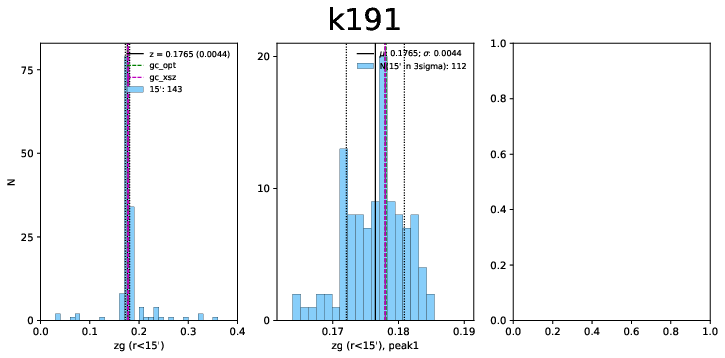 k191
z = 0.1765 (0.0044)
gc_opt
gc_xsz
15': 143
N
75
50
25
0
0.0 0.1 0.2 0.3 0.4
zg (r<15')
μ: 0.1765; σ: 0.0044
N(15' in 3sigma): 112
20
10
0
0.17 0.18 0.19
zg (r<15'), peak1
1.0
0.8
0.6
0.4
0.2
0.0
0.0 0.2 0.4 0.6 0.8 1.0